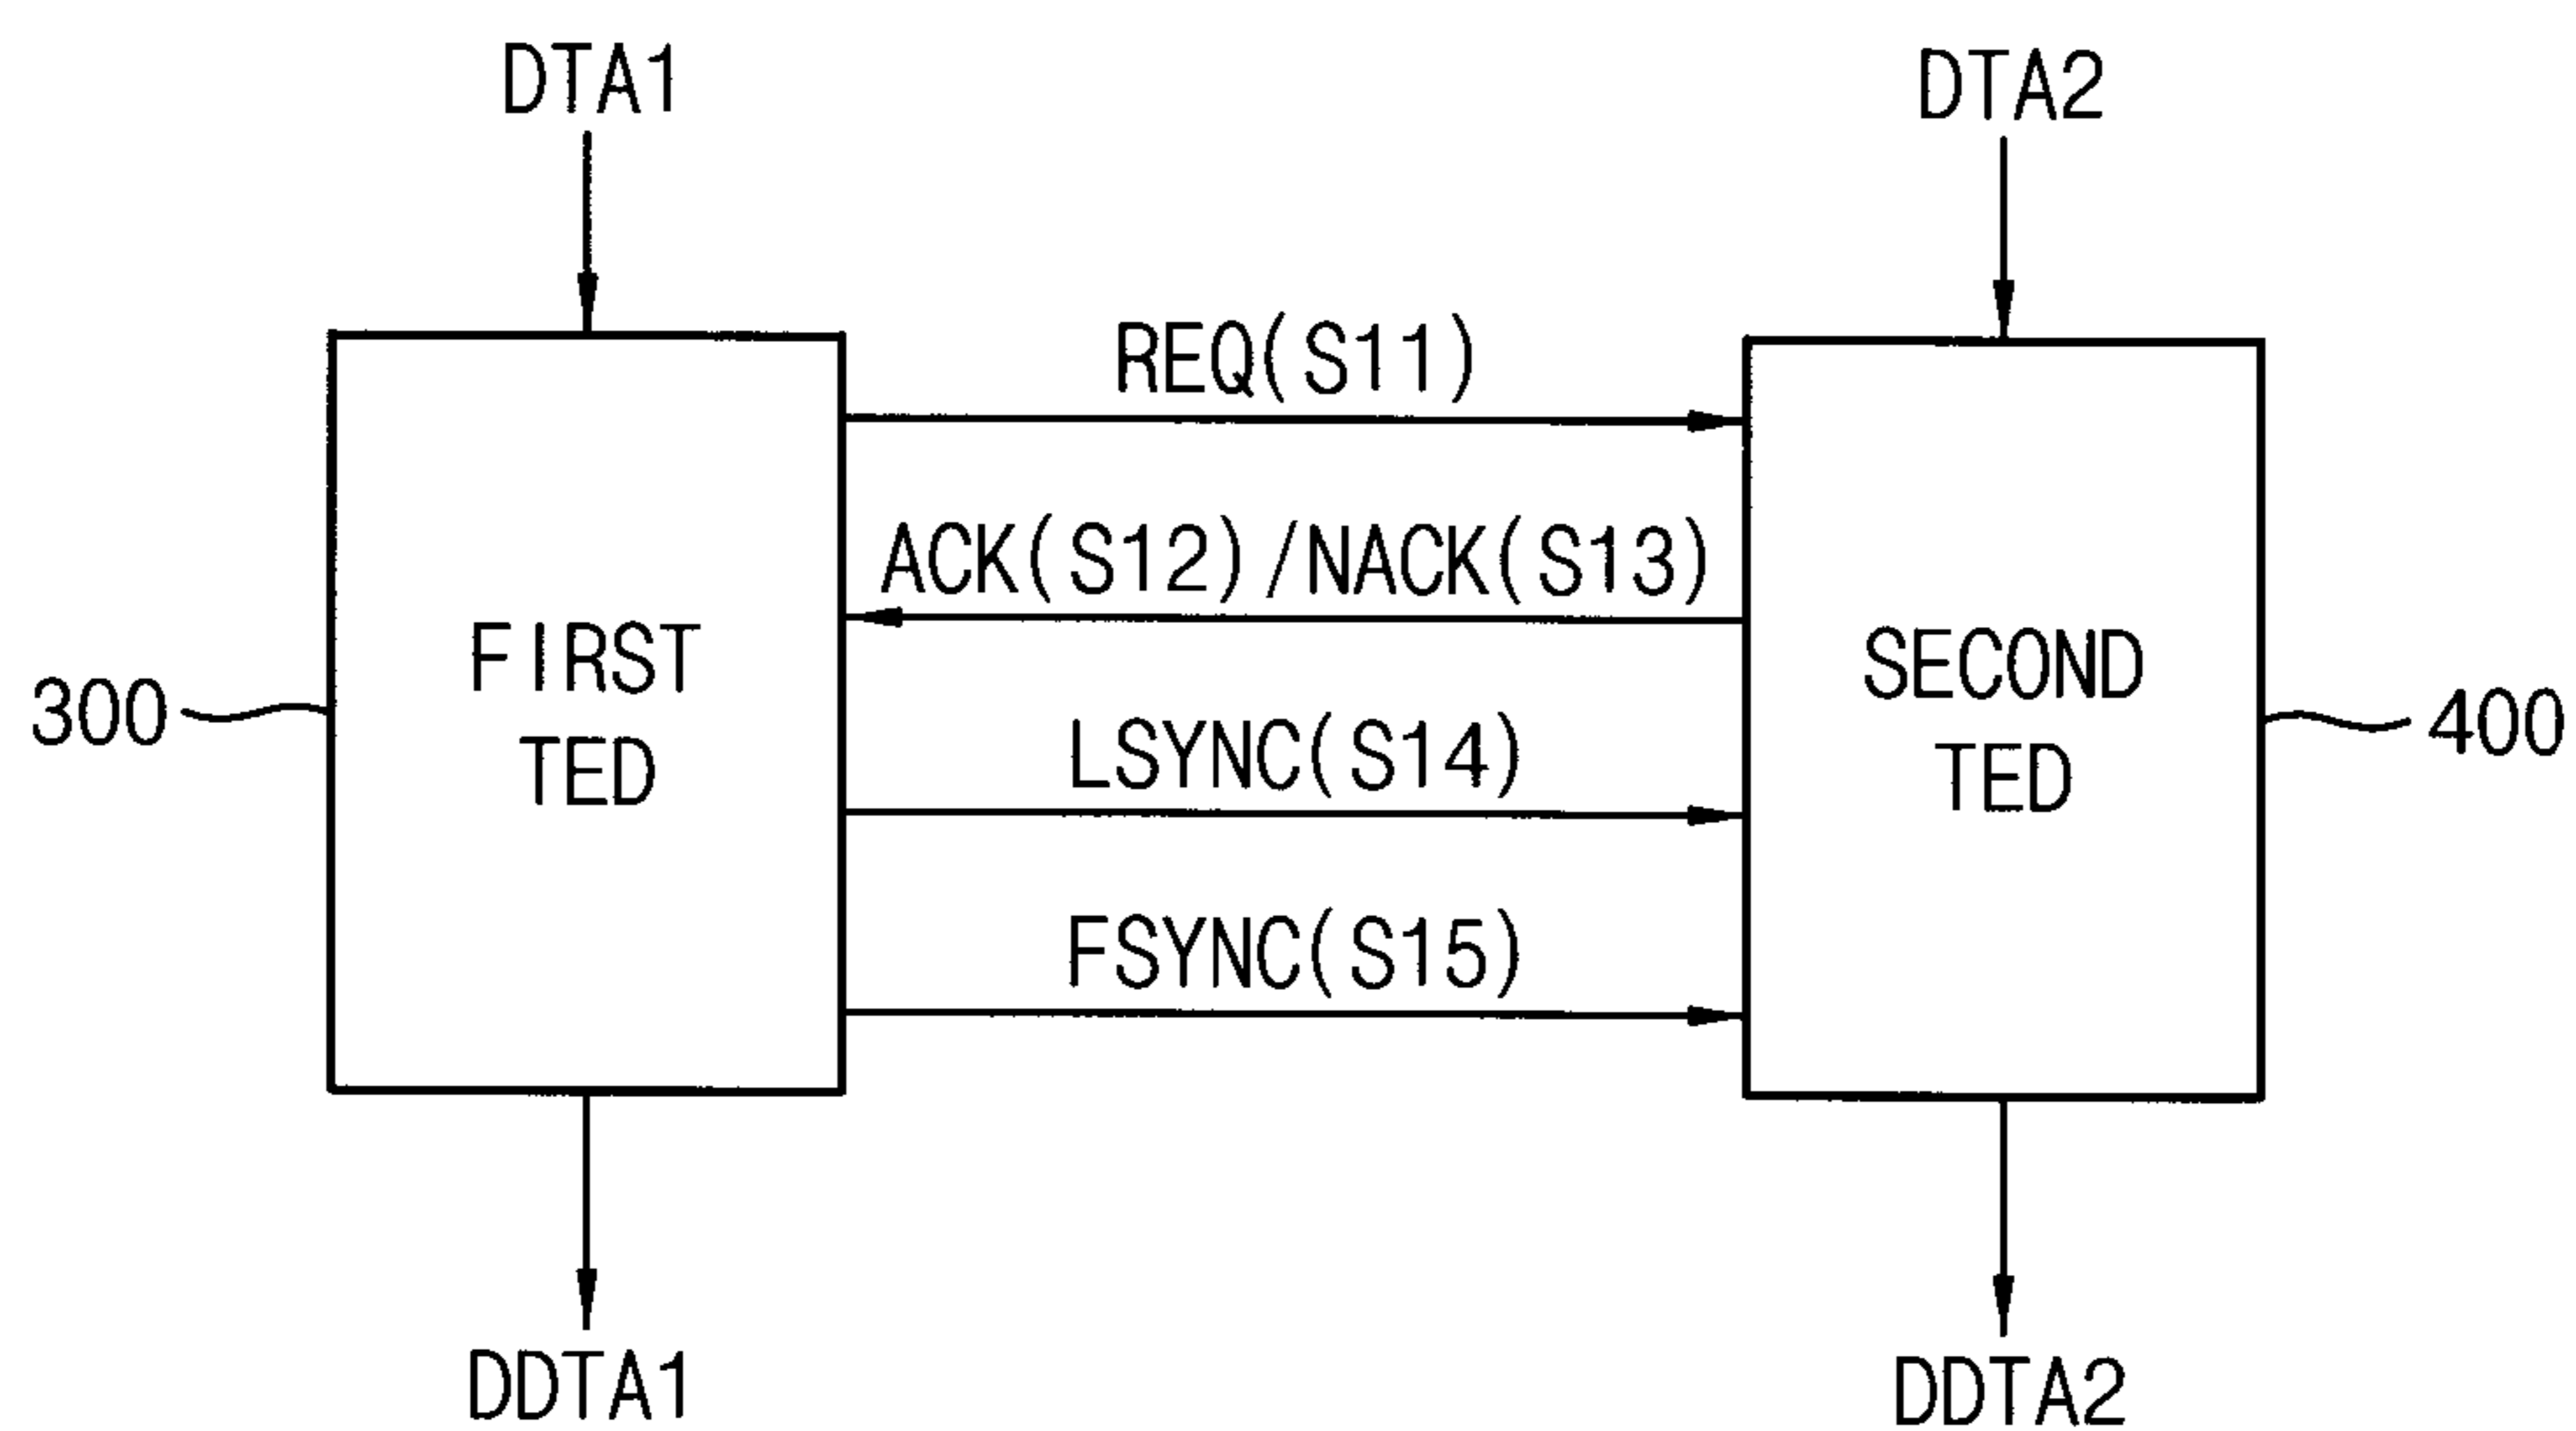 DTA1
DTA2
REQ(S11)
ACK(S12)/NACK(S13)
FIRST
TED
SECOND
TED
300
400
LSYNC(S14)
FSYNC(S15)
DDTA1
DDTA2